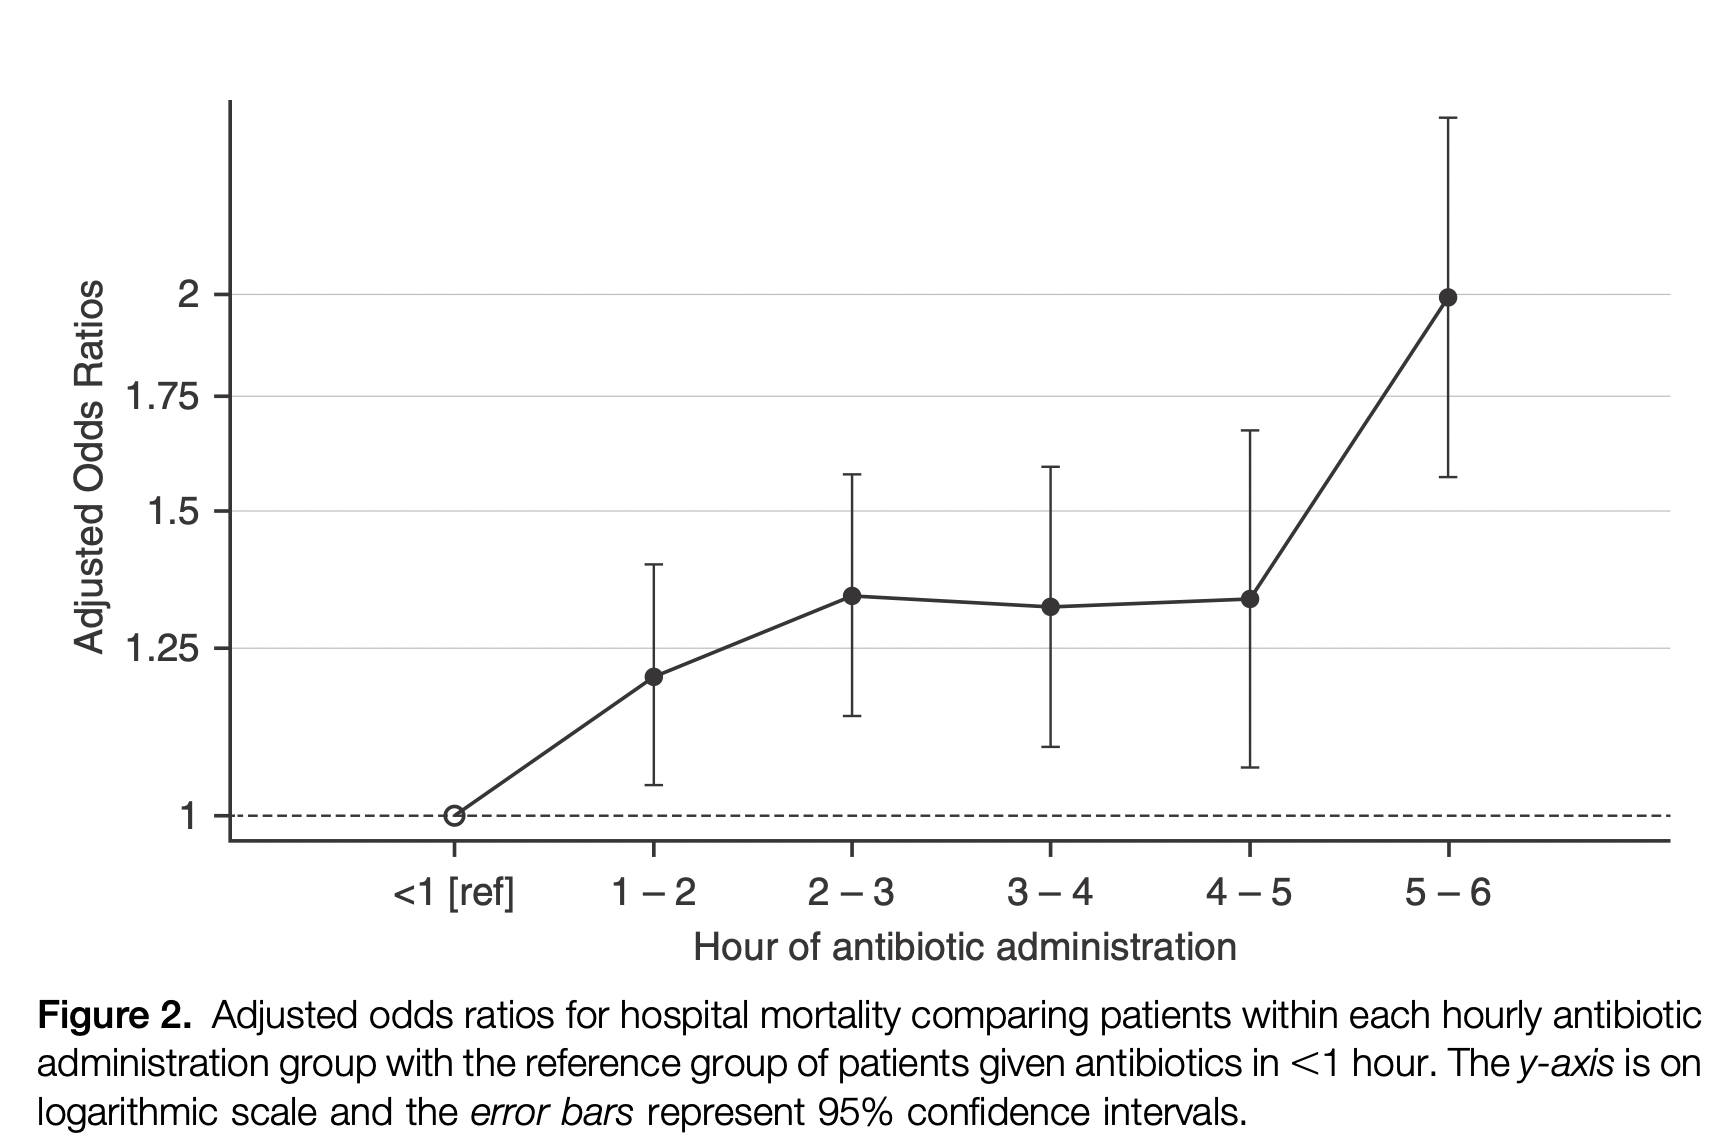 2
1.75
1.5
1.25
1
Adjusted Odds Ratios
<1 [ref]
1 – 2
2 – 3
3 – 4
4 – 5
5 – 6
Hour of antibiotic administration
Figure 2. Adjusted odds ratios for hospital mortality comparing patients within each hourly antibiotic
administration group with the reference group of patients given antibiotics in <1 hour. The y-axis is on
logarithmic scale and the error bars represent 95% confidence intervals.